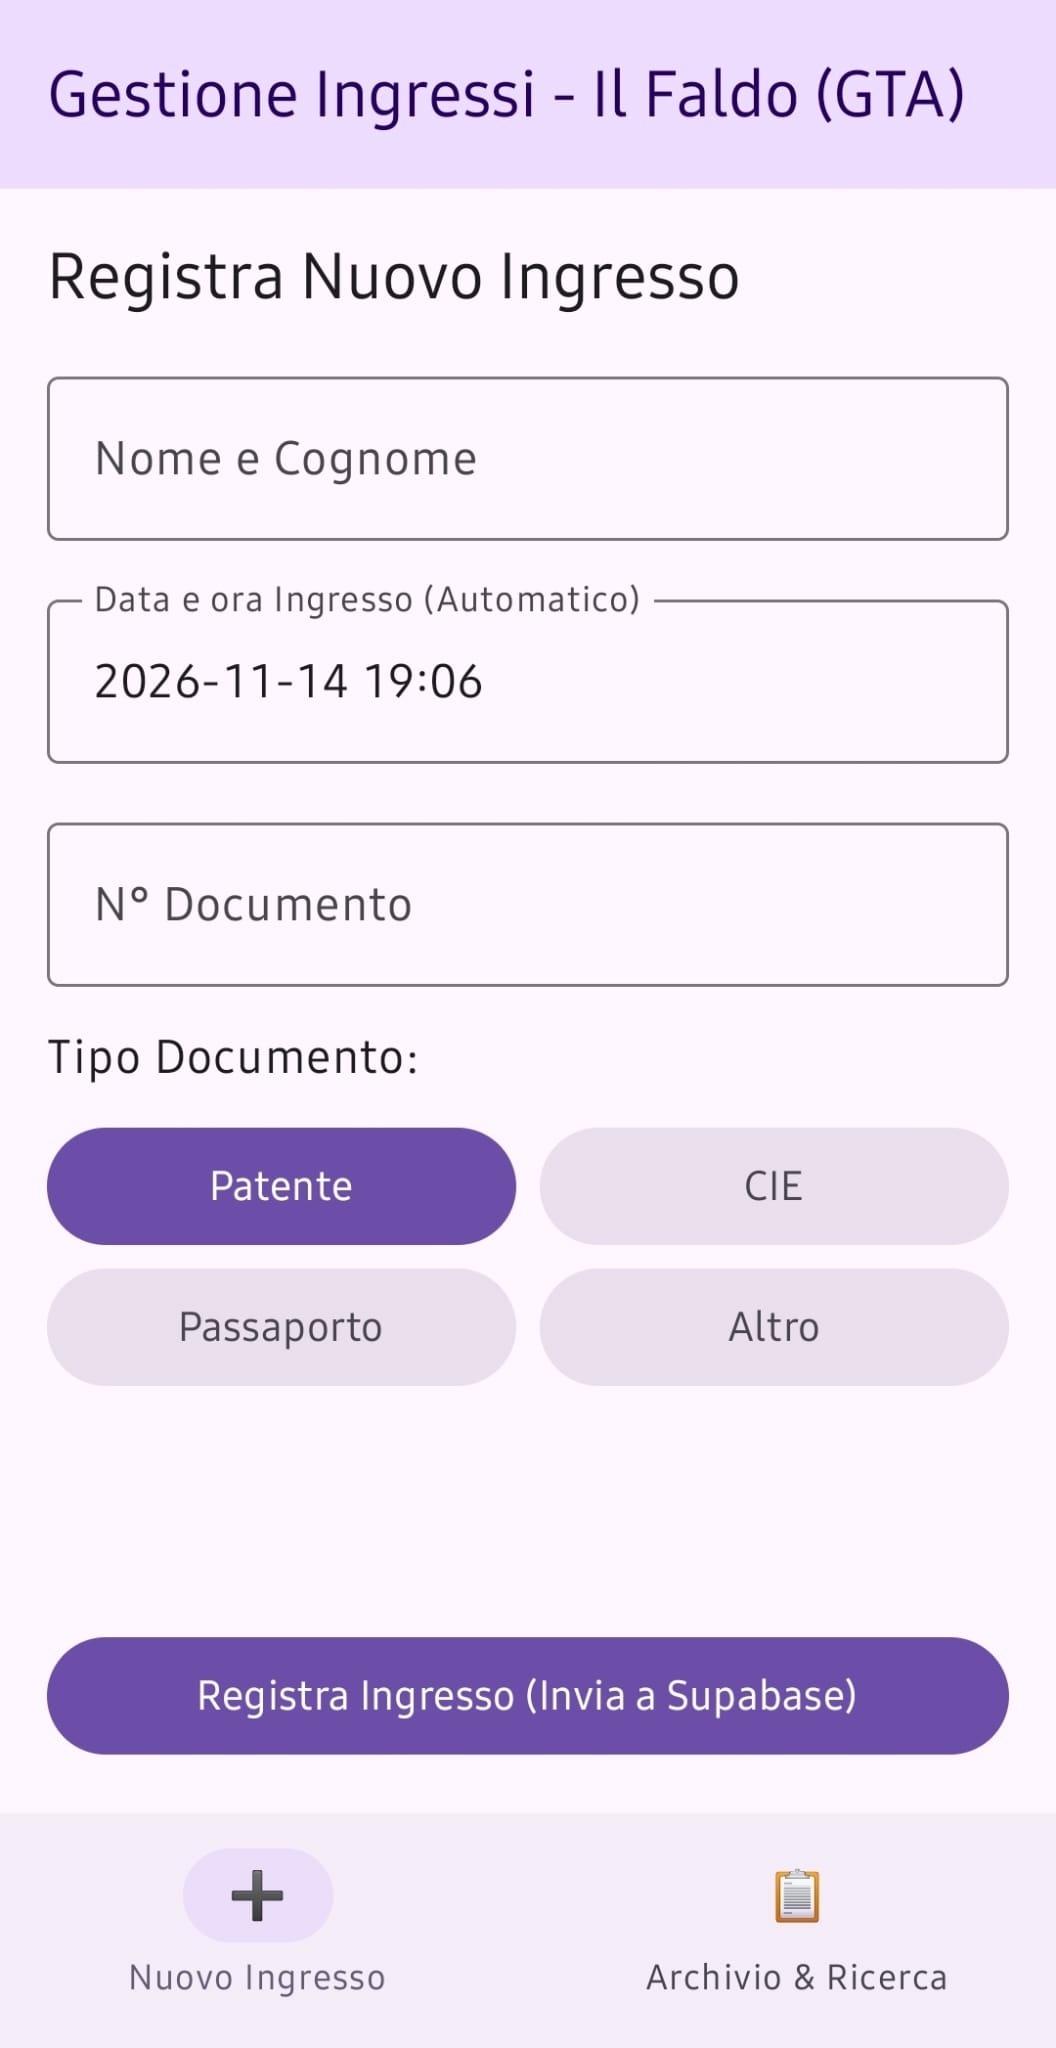 Gestione Ingressi - Il Faldo (GTA)
Registra Nuovo Ingresso
Nome e Cognome
Data e ora Ingresso (Automatico)
2026-11-14 19:06
N° Documento
Tipo Documento:
Patente
CIE
Passaporto
Altro
Registra Ingresso (Invia a Supabase)
Nuovo Ingresso
Archivio & Ricerca